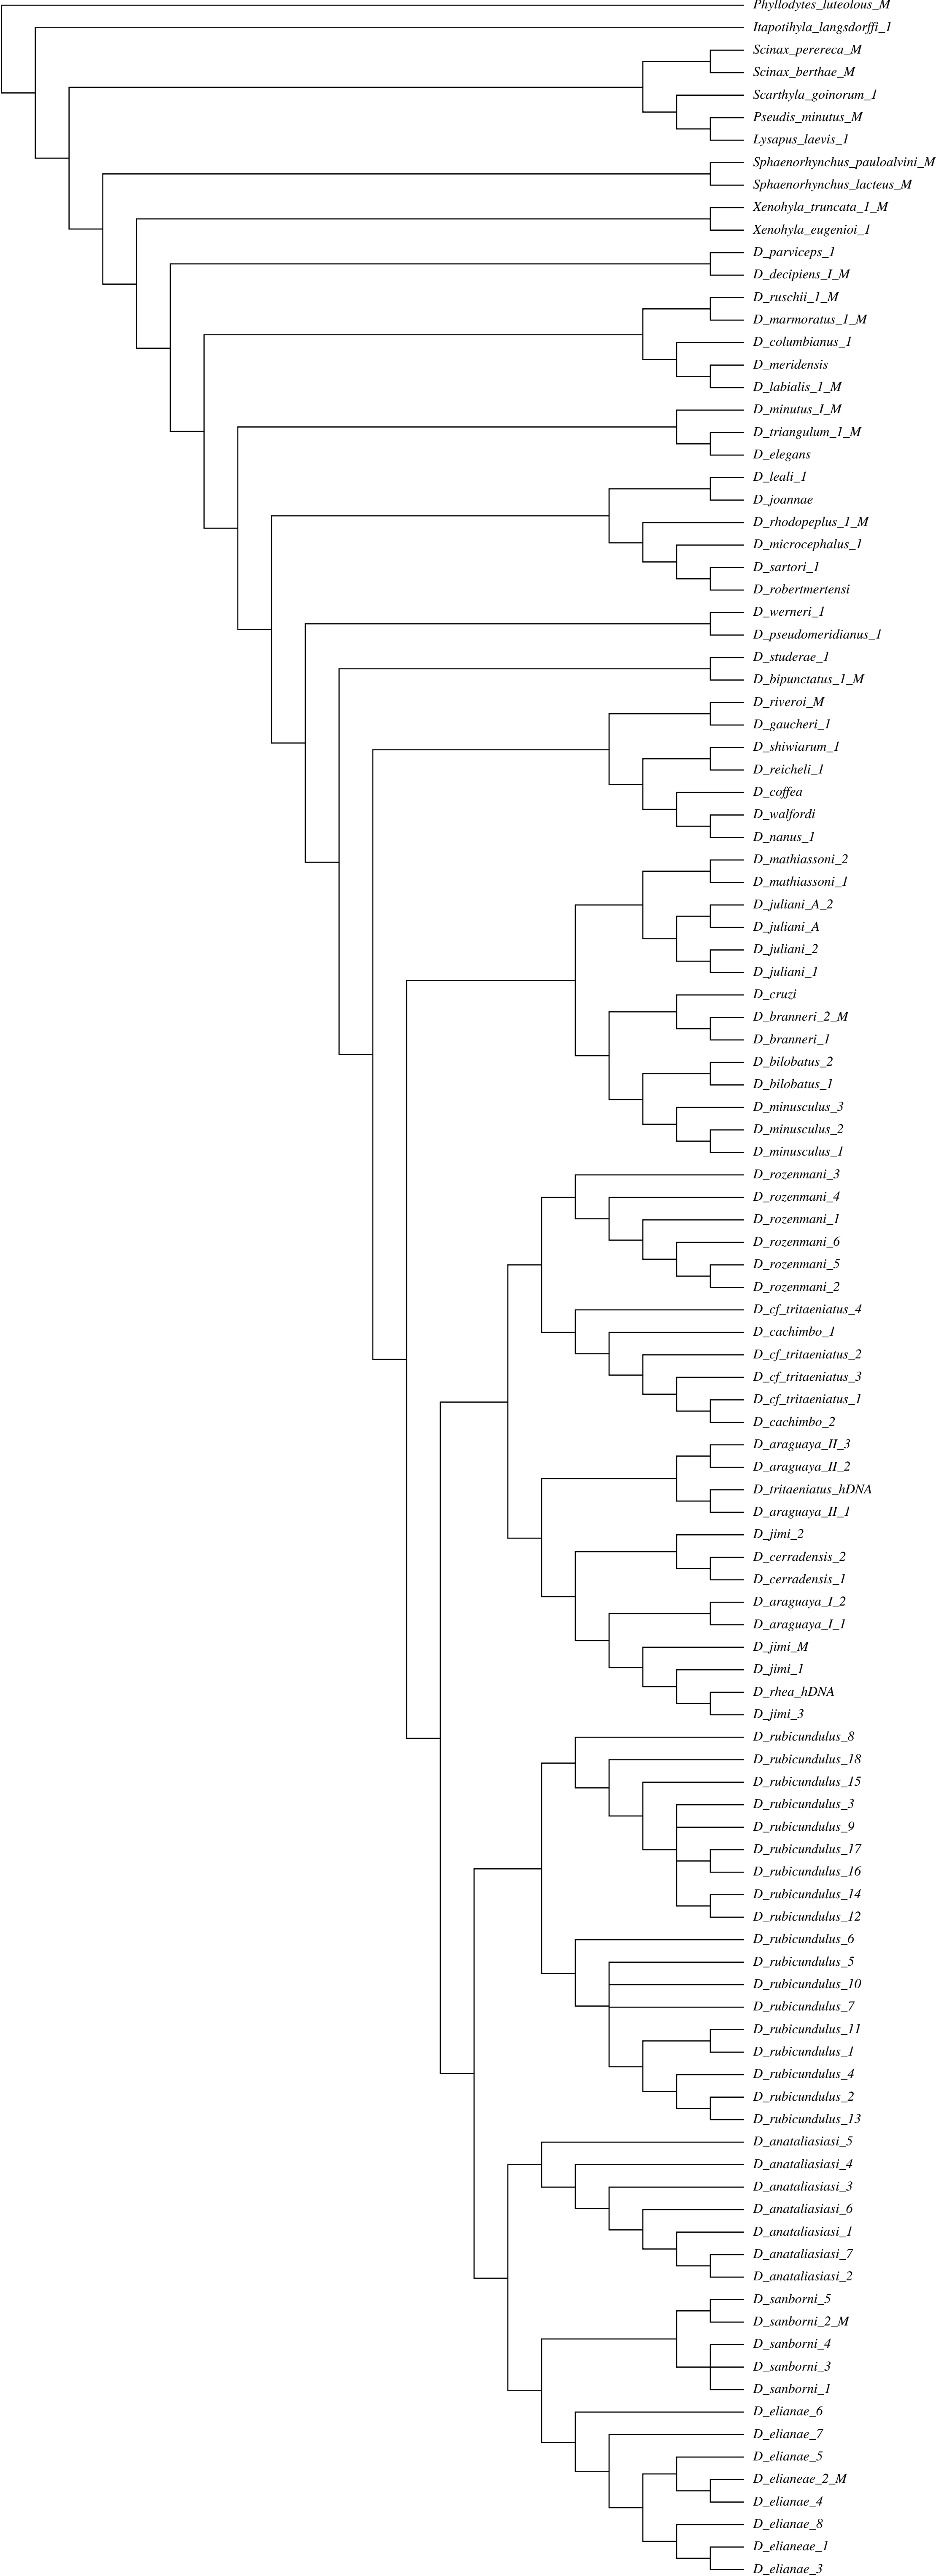 Phyllodytes_luteolous_M
Itapotihyla_langsdorffi_1
Scinax_perereca_M
Scinax_berthae_M
Scarthyla_goinorum_1
Pseudis_minutus_M
Lysapus_laevis_1
Sphaenorhynchus_pauloalvini_M
Sphaenorhynchus_lacteus_M
Xenohyla_truncata_1_M
Xenohyla_eugenioi_1
D_parviceps_1
D_decipiens_I_M
D_ruschii_1_M
D_marmoratus_1_M
D_columbianus_1
D_meridensis
D_labialis_1_M
D_minutus_I_M
D_triangulum_1_M
D_elegans
D_leali_1
D_joannae
D_rhodopeplus_1_M
D_microcephalus_1
D_sartori_1
D_robertmertensi
D_werneri_1
D_pseudomeridianus_1
D_studerae_1
D_bipunctatus_1_M
D_riveroi_M
D_gaucheri_1
D_shiwiarum_1
D_reicheli_1
D_coffea
D_walfordi
D_nanus_1
D_mathiassoni_2
D_mathiassoni_1
D_juliani_A_2
D_juliani_A
D_juliani_2
D_juliani_1
D_cruzi
D_branneri_2_M
D_branneri_1
D_bilobatus_2
D_bilobatus_1
D_minusculus_3
D_minusculus_2
D_minusculus_1
D_rozenmani_3
D_rozenmani_4
D_rozenmani_1
D_rozenmani_6
D_rozenmani_5
D_rozenmani_2
D_cf_tritaeniatus_4
D_cachimbo_1
D_cf_tritaeniatus_2
D_cf_tritaeniatus_3
D_cf_tritaeniatus_1
D_cachimbo_2
D_araguaya_II_3
D_araguaya_II_2
D_tritaeniatus_hDNA
D_araguaya_II_1
D_jimi_2
D_cerradensis_2
D_cerradensis_1
D_araguaya_I_2
D_araguaya_I_1
D_jimi_M
D_jimi_1
D_rhea_hDNA
D_jimi_3
D_rubicundulus_8
D_rubicundulus_18
D_rubicundulus_15
D_rubicundulus_3
D_rubicundulus_9
D_rubicundulus_17
D_rubicundulus_16
D_rubicundulus_14
D_rubicundulus_12
D_rubicundulus_6
D_rubicundulus_5
D_rubicundulus_10
D_rubicundulus_7
D_rubicundulus_11
D_rubicundulus_1
D_rubicundulus_4
D_rubicundulus_2
D_rubicundulus_13
D_anataliasiasi_5
D_anataliasiasi_4
D_anataliasiasi_3
D_anataliasiasi_6
D_anataliasiasi_1
D_anataliasiasi_7
D_anataliasiasi_2
D_sanborni_5
D_sanborni_2_M
D_sanborni_4
D_sanborni_3
D_sanborni_1
D_elianae_6
D_elianae_7
D_elianae_5
D_elianeae_2_M
D_elianae_4
D_elianae_8
D_elianeae_1
D_elianae_3